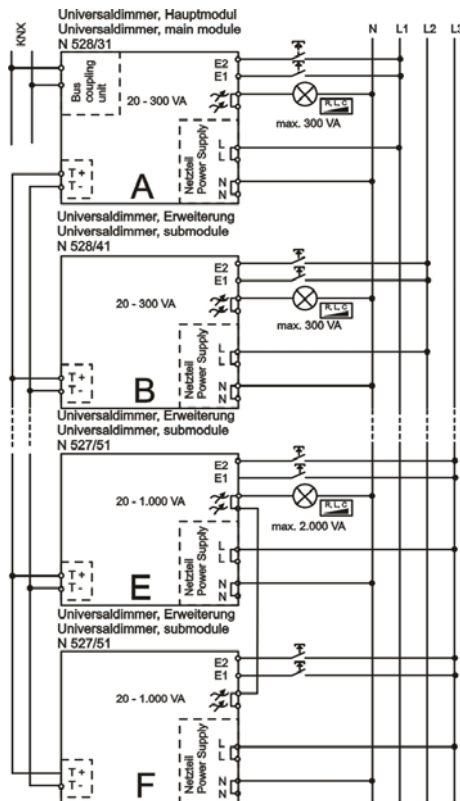 KNX
Universaldimmer, Hauptmodul
Universaldimmer, main module
N 528/31
N L1 L2 L3
Bus
coupling
unit
20 - 300 VA
E2
E1
R, L, C
max. 300 VA
Netzteil
Power Supply
L
L
N
N
T+
T-
A
Universaldimmer, Erweiterung
Universaldimmer, submodule
N 528/41
E2
E1
20 - 300 VA
R, L, C
max. 300 VA
Netzteil
Power Supply
L
L
N
N
T+
T-
B
Universaldimmer, Erweiterung
Universaldimmer, submodule
N 527/51
E2
E1
20 - 1.000 VA
R, L, C
max. 2.000 VA
Netzteil
Power Supply
L
L
N
N
T+
T-
E
Universaldimmer, Erweiterung
Universaldimmer, submodule
N 527/51
E2
E1
20 - 1.000 VA
Netzteil
Power Supply
L
L
N
N
T+
T-
F